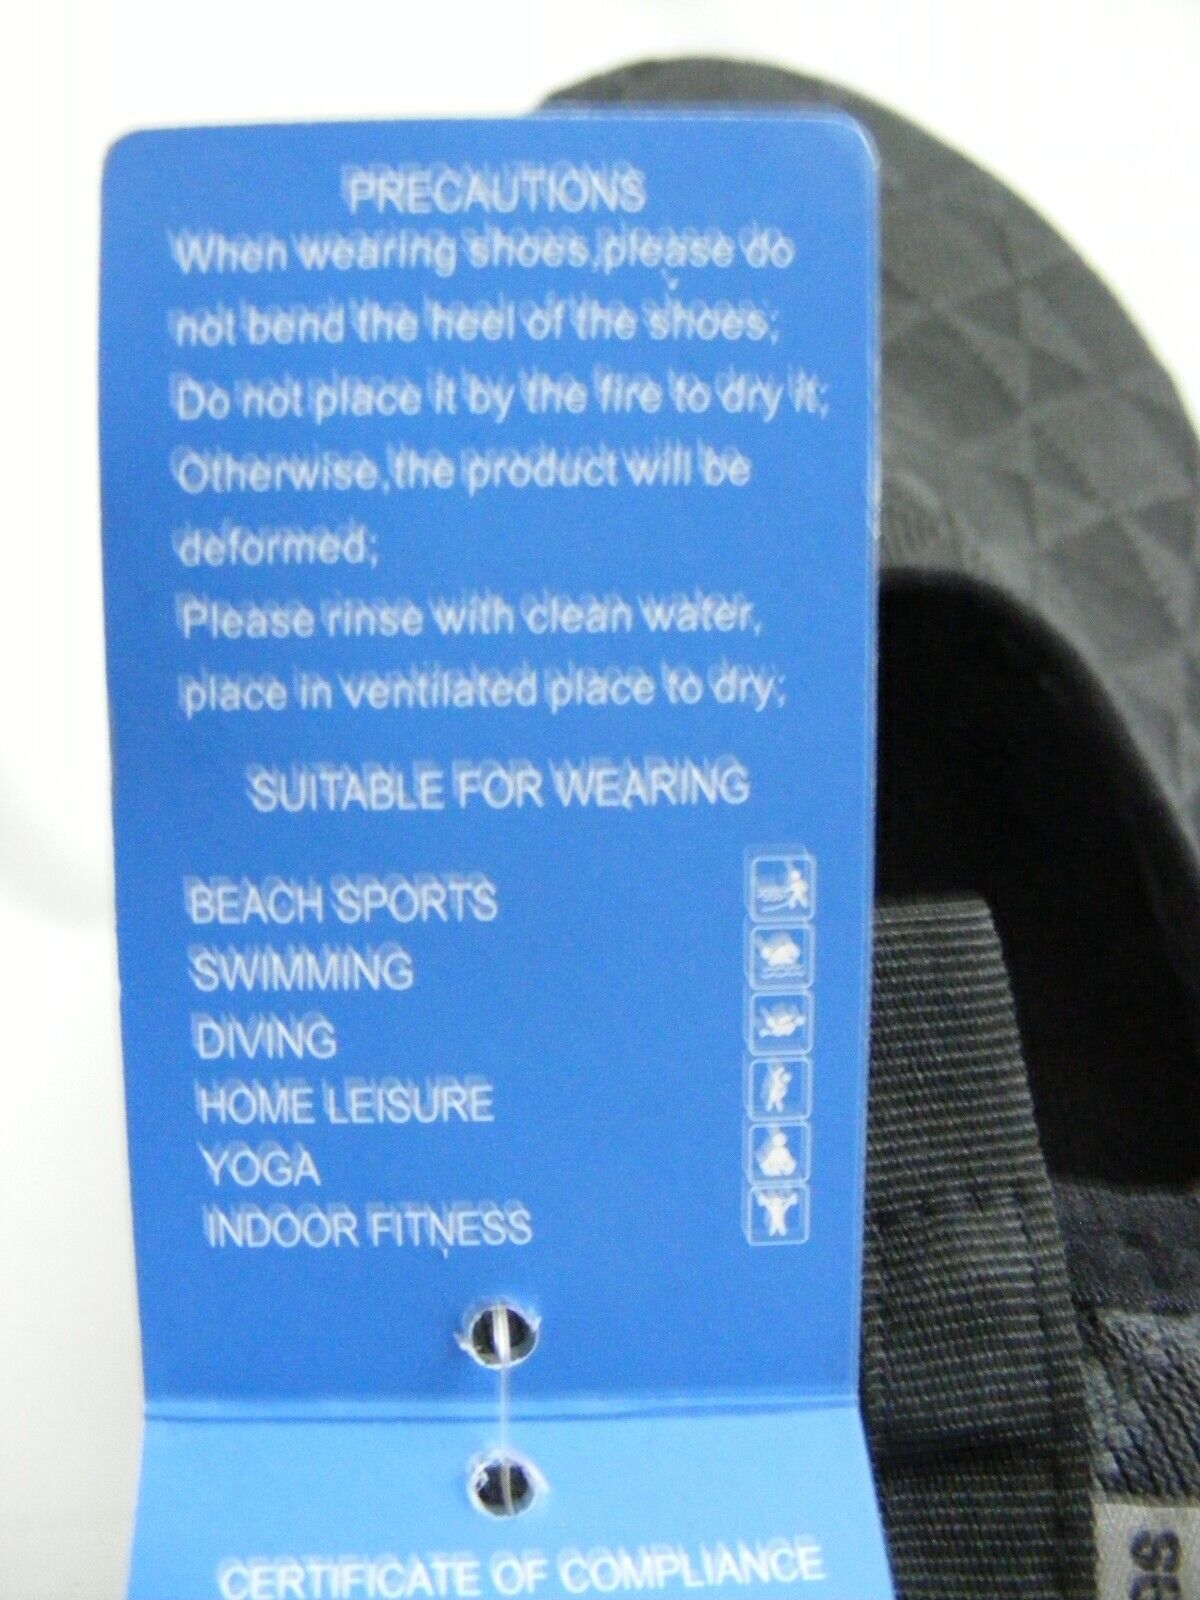 PRECAUTIONS
When wearing shoes,please do
not bend the heel of the shoes;
Do not place it by the fire to dry it;
Otherwise,the product will be
deformed;
Please rinse with clean water,
place in ventilated place to dry;
SUITABLE FOR WEARING
BEACH SPORTS
SWIMMING
DIVING
HOME LEISURE
YOGA
INDOOR FITNESS
CERTIFICATE OF COMPLIANCE